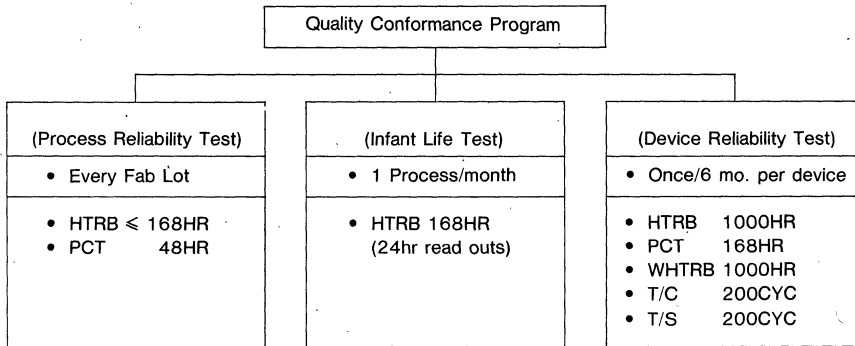 Quality Conformance Program
(Process Reliability Test)
• Every Fab Lot
• HTRB ≤ 168HR
• PCT 48HR
(Infant Life Test)
• 1 Process/month
• HTRB 168HR
(24hr read outs)
(Device Reliability Test)
• Once/6 mo. per device
• HTRB 1000HR
• PCT 168HR
• WHTRB 1000HR
• T/C 200CYC
• T/S 200CYC